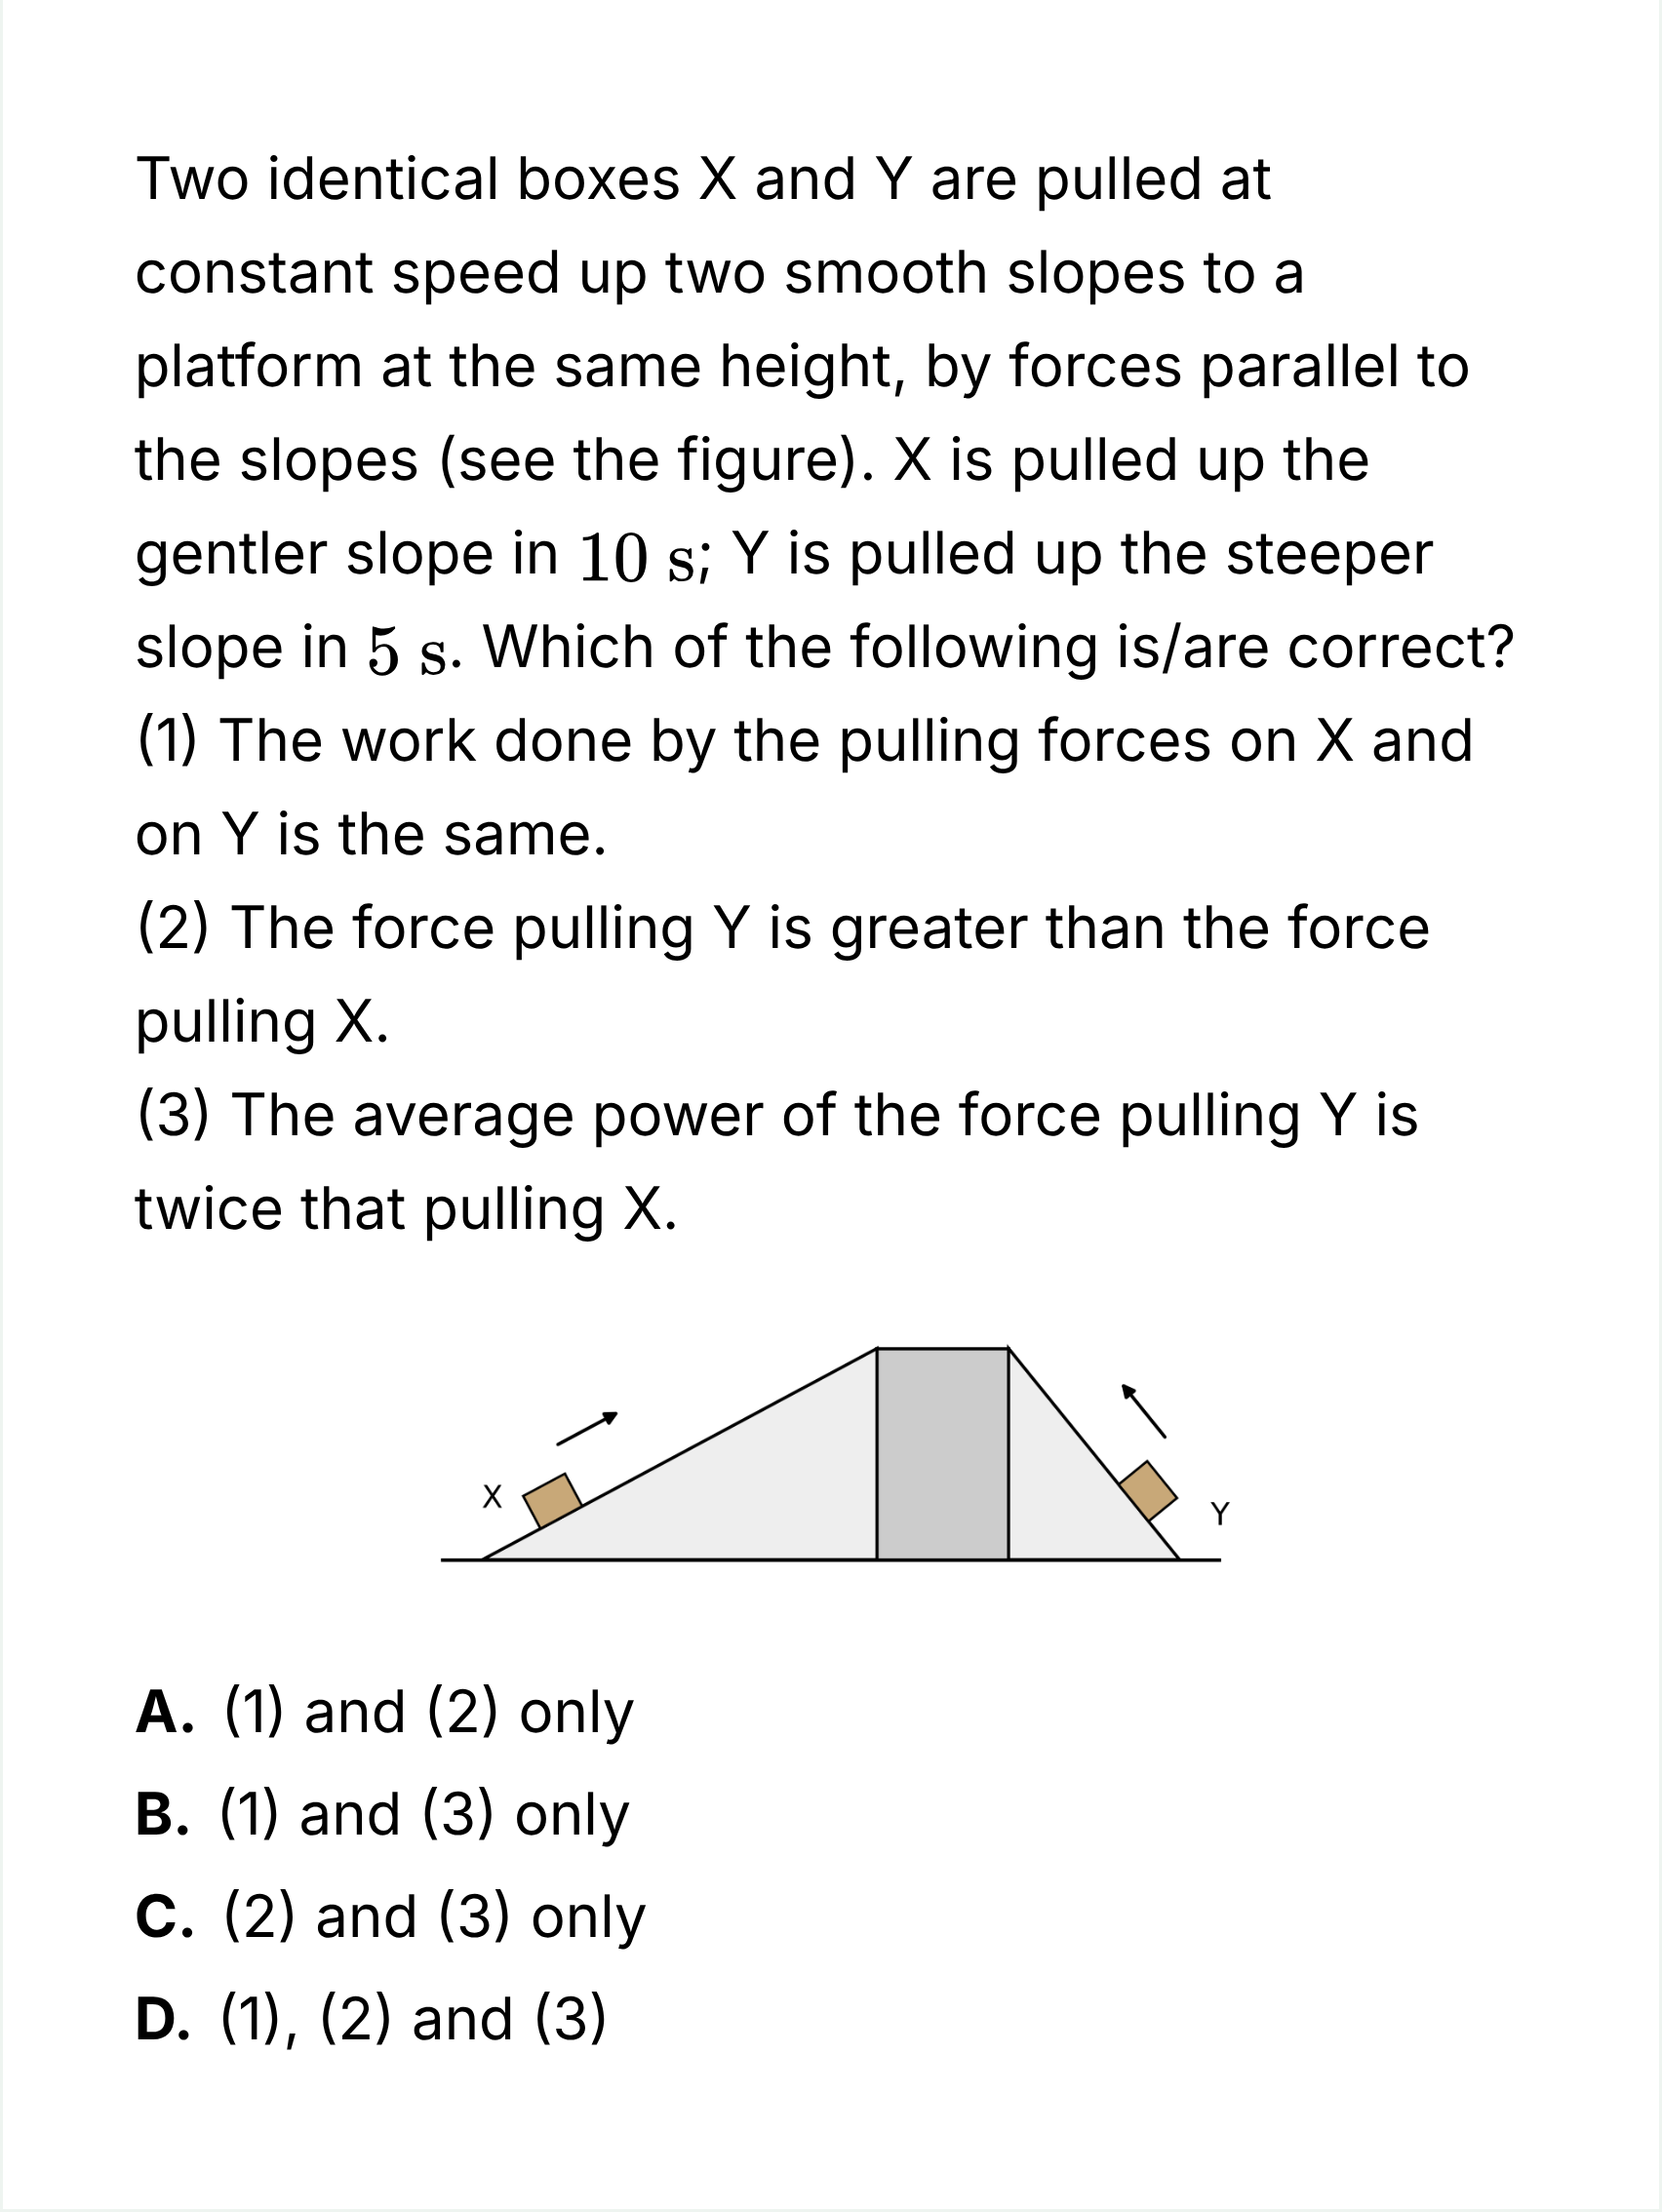 Two identical boxes X and Y are pulled at
constant speed up two smooth slopes to a
platform at the same height, by forces parallel to
the slopes (see the figure). X is pulled up the
gentler slope in 10 s; Y is pulled up the steeper
slope in 5 s. Which of the following is/are correct?
(1) The work done by the pulling forces on X and
on Y is the same.
(2) The force pulling Y is greater than the force
pulling X.
(3) The average power of the force pulling Y is
twice that pulling X.
X
Y
A. (1) and (2) only
B. (1) and (3) only
C. (2) and (3) only
D. (1), (2) and (3)